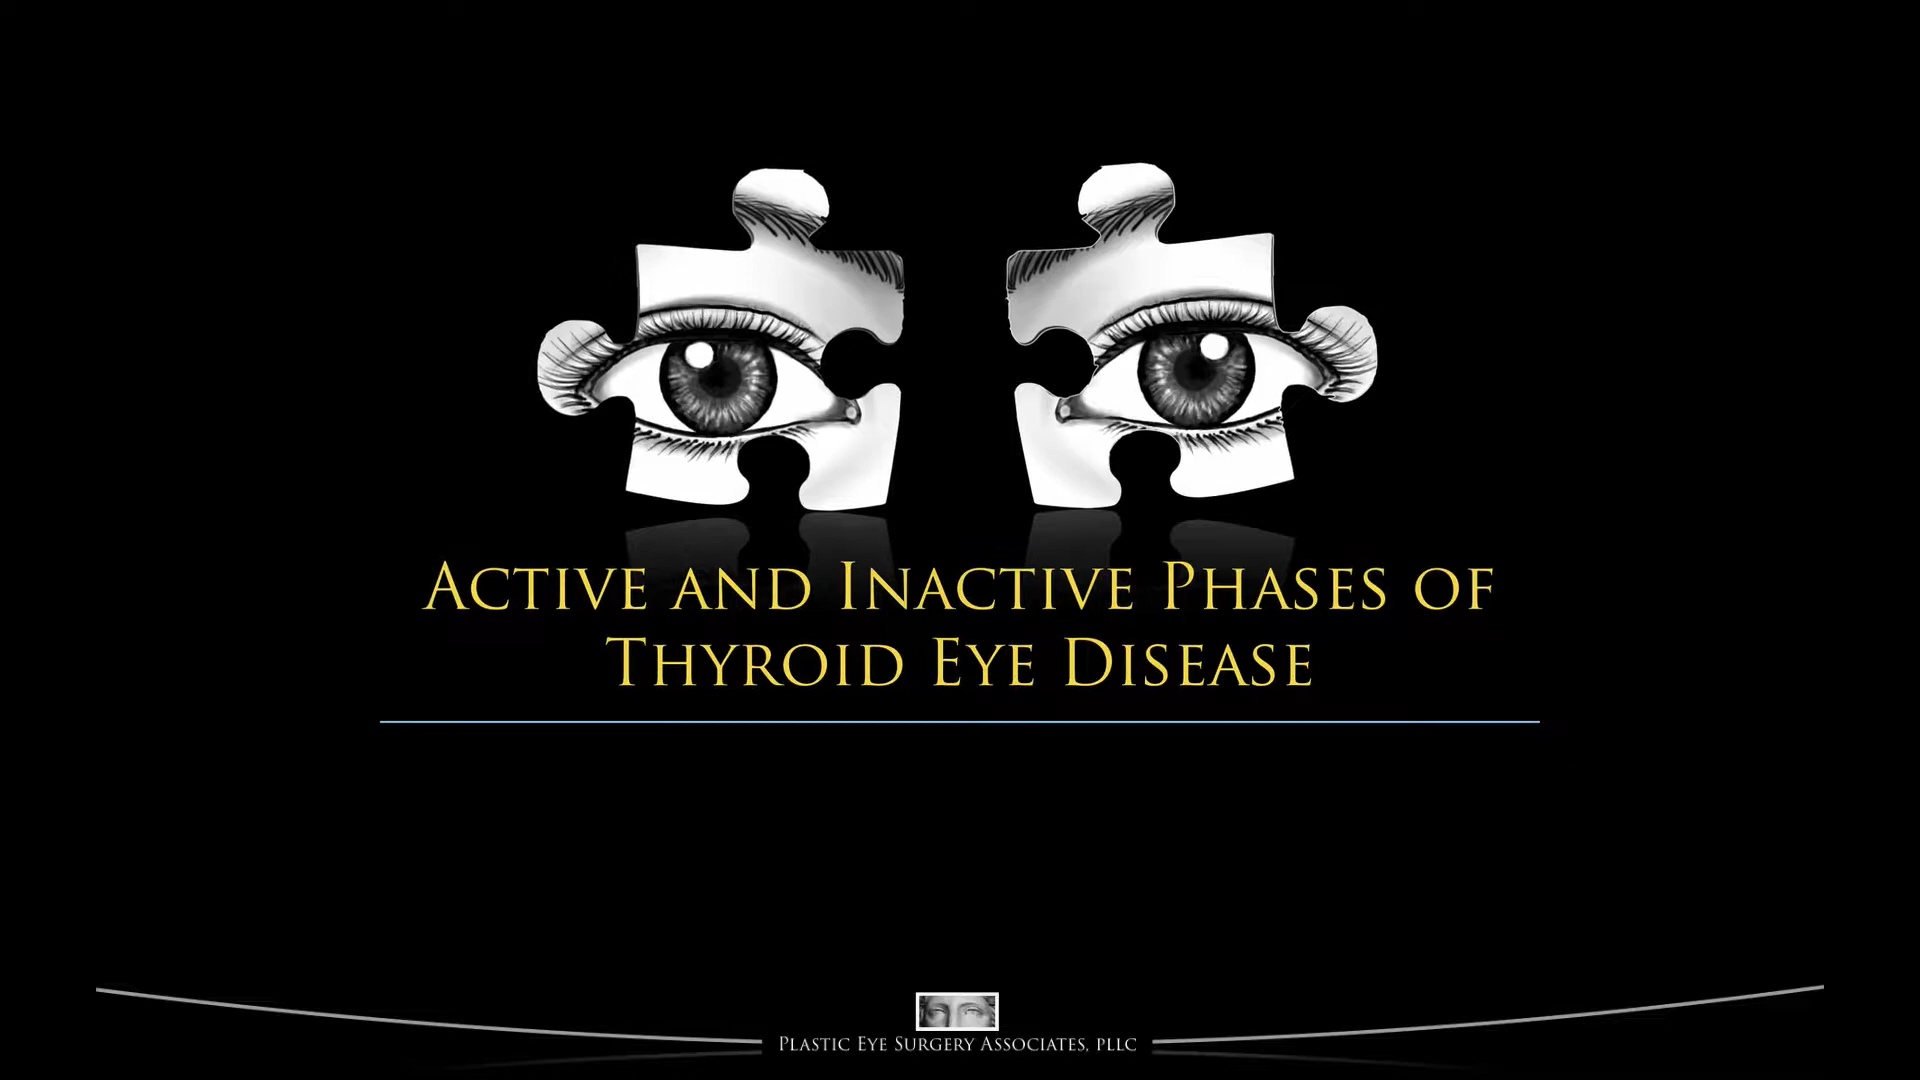 Active and Inactive Phases of
Thyroid Eye Disease
Plastic Eye Surgery Associates, PLLC